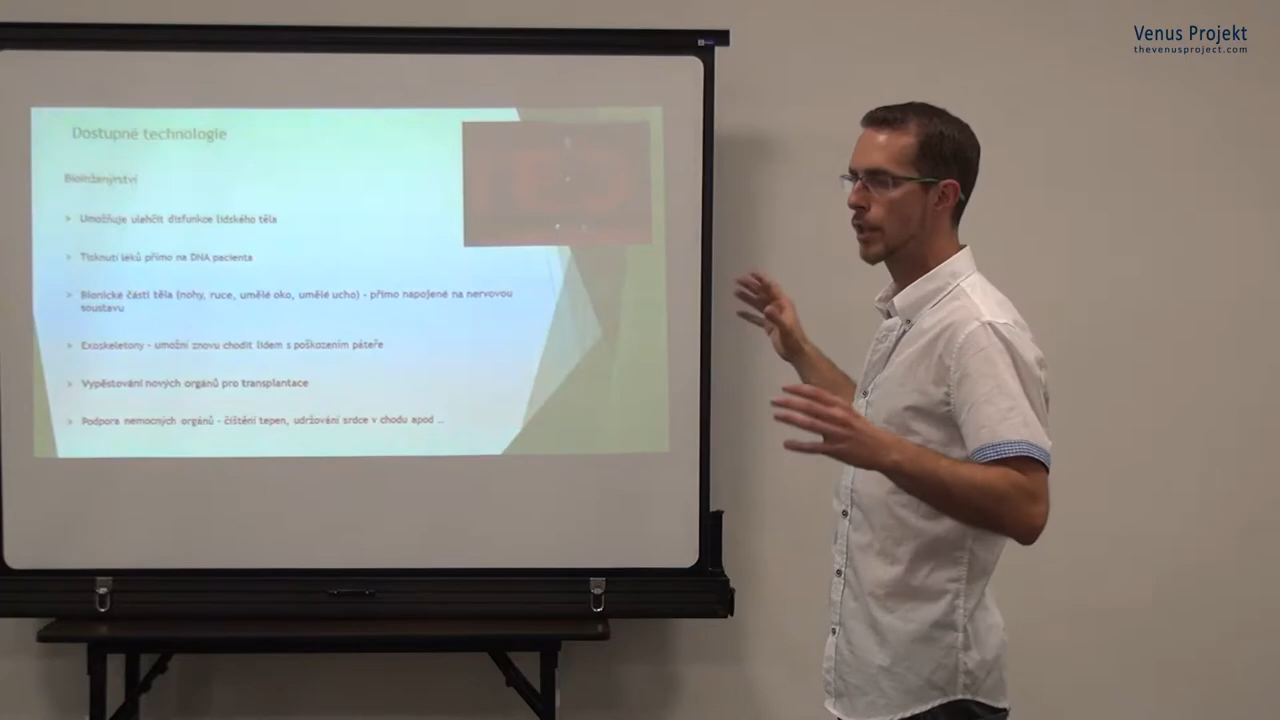 Venus Projekt
thevenusproject.com
Dostupné technologie
Bioinženýrství
Umožňuje ulehčit disfunkce lidského těla
Tisknutí léků přímo na DNA pacienta
Bionické části těla (nohy, ruce, umělé oko, umělé ucho) - přímo napojené na nervovou
soustavu
Exoskeletony - umožní znovu chodit lidem s poškozením páteře
Vypěstování nových orgánů pro transplantace
Podpora nemocných orgánů - čištění tepen, udržování srdce v chodu apod ...